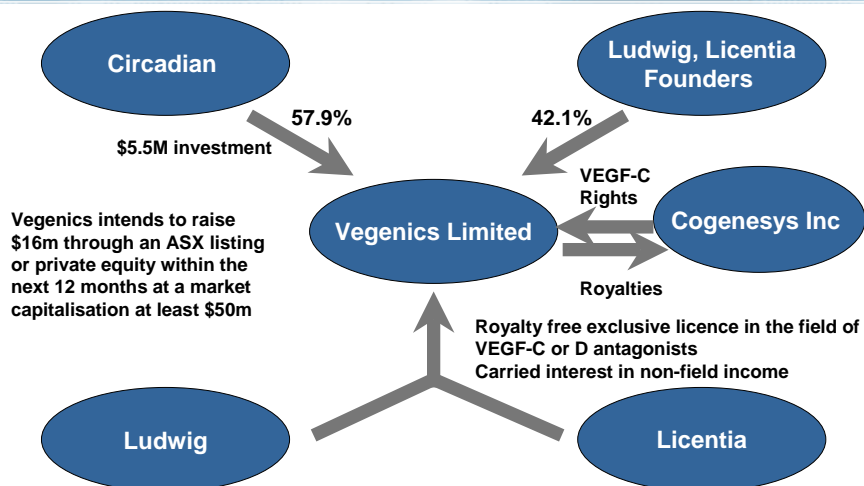 Circadian
Ludwig, Licentia
Founders
57.9%
42.1%
$5.5M investment
VEGF-C
Rights
Vegenics intends to raise
$16m through an ASX listing
or private equity within the
next 12 months at a market
capitalisation at least $50m
Vegenics Limited
Cogenesys Inc
Royalties
Royalty free exclusive licence in the field of
VEGF-C or D antagonists
Carried interest in non-field income
Ludwig
Licentia